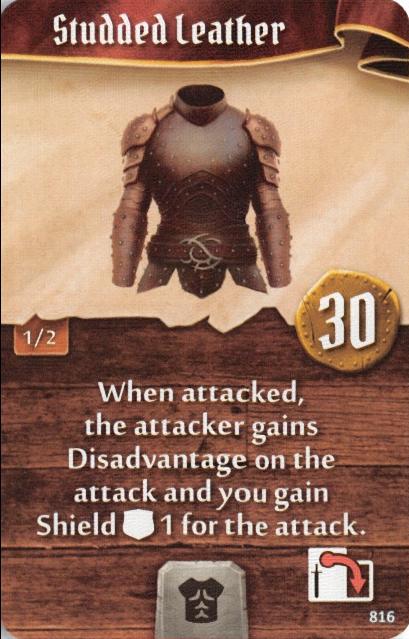 Studded Leather
30
1/2
When attacked,
the attacker gains
Disadvantage on the
attack and you gain
Shield 1 for the attack.
816